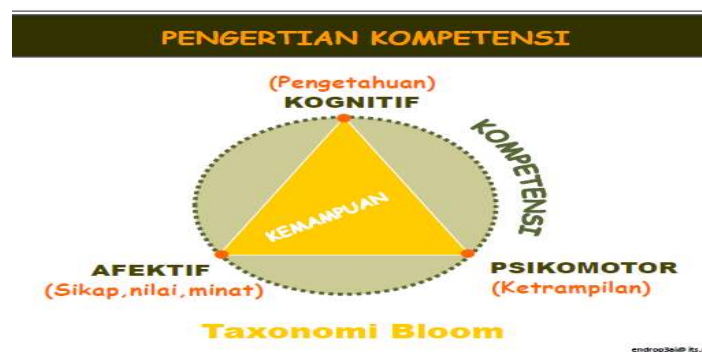 PENGERTIAN KOMPETENSI
(Pengetahuan)
KOGNITIF
KOMPETENSI
KEMAMPUAN
AFEKTIF
(Sikap,nilai,minat)
PSIKOMOTOR
(Ketrampilan)
Taxonomi Bloom